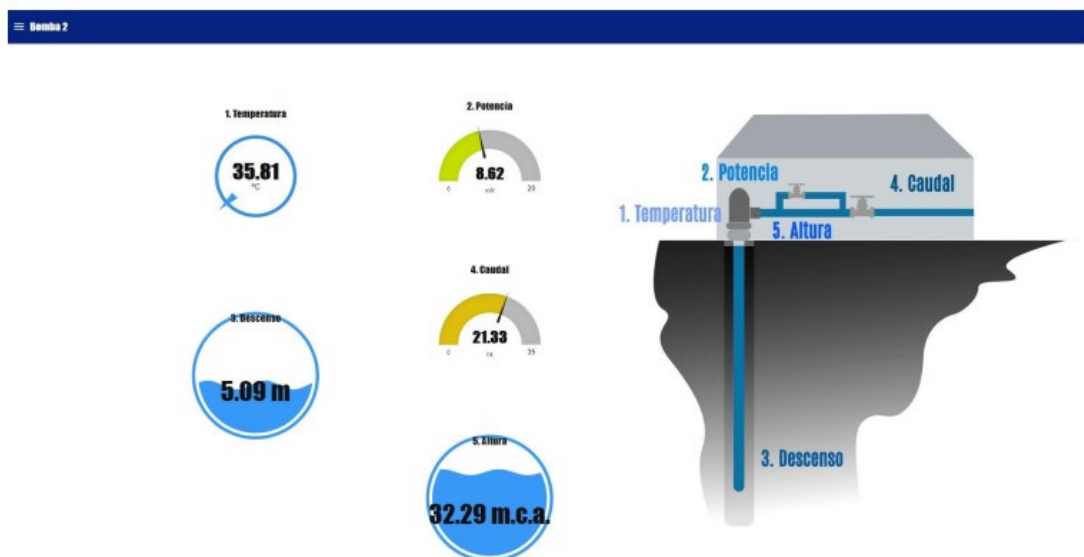 Bomba 2
1. Temperatura
35.81
°C
2. Potencia
8.62
0
kW
20
3. Descenso
5.09 m
4. Caudal
21.33
0
35
5. Altura
32.29 m.c.a.
2. Potencia
4. Caudal
1. Temperatura
5. Altura
3. Descenso